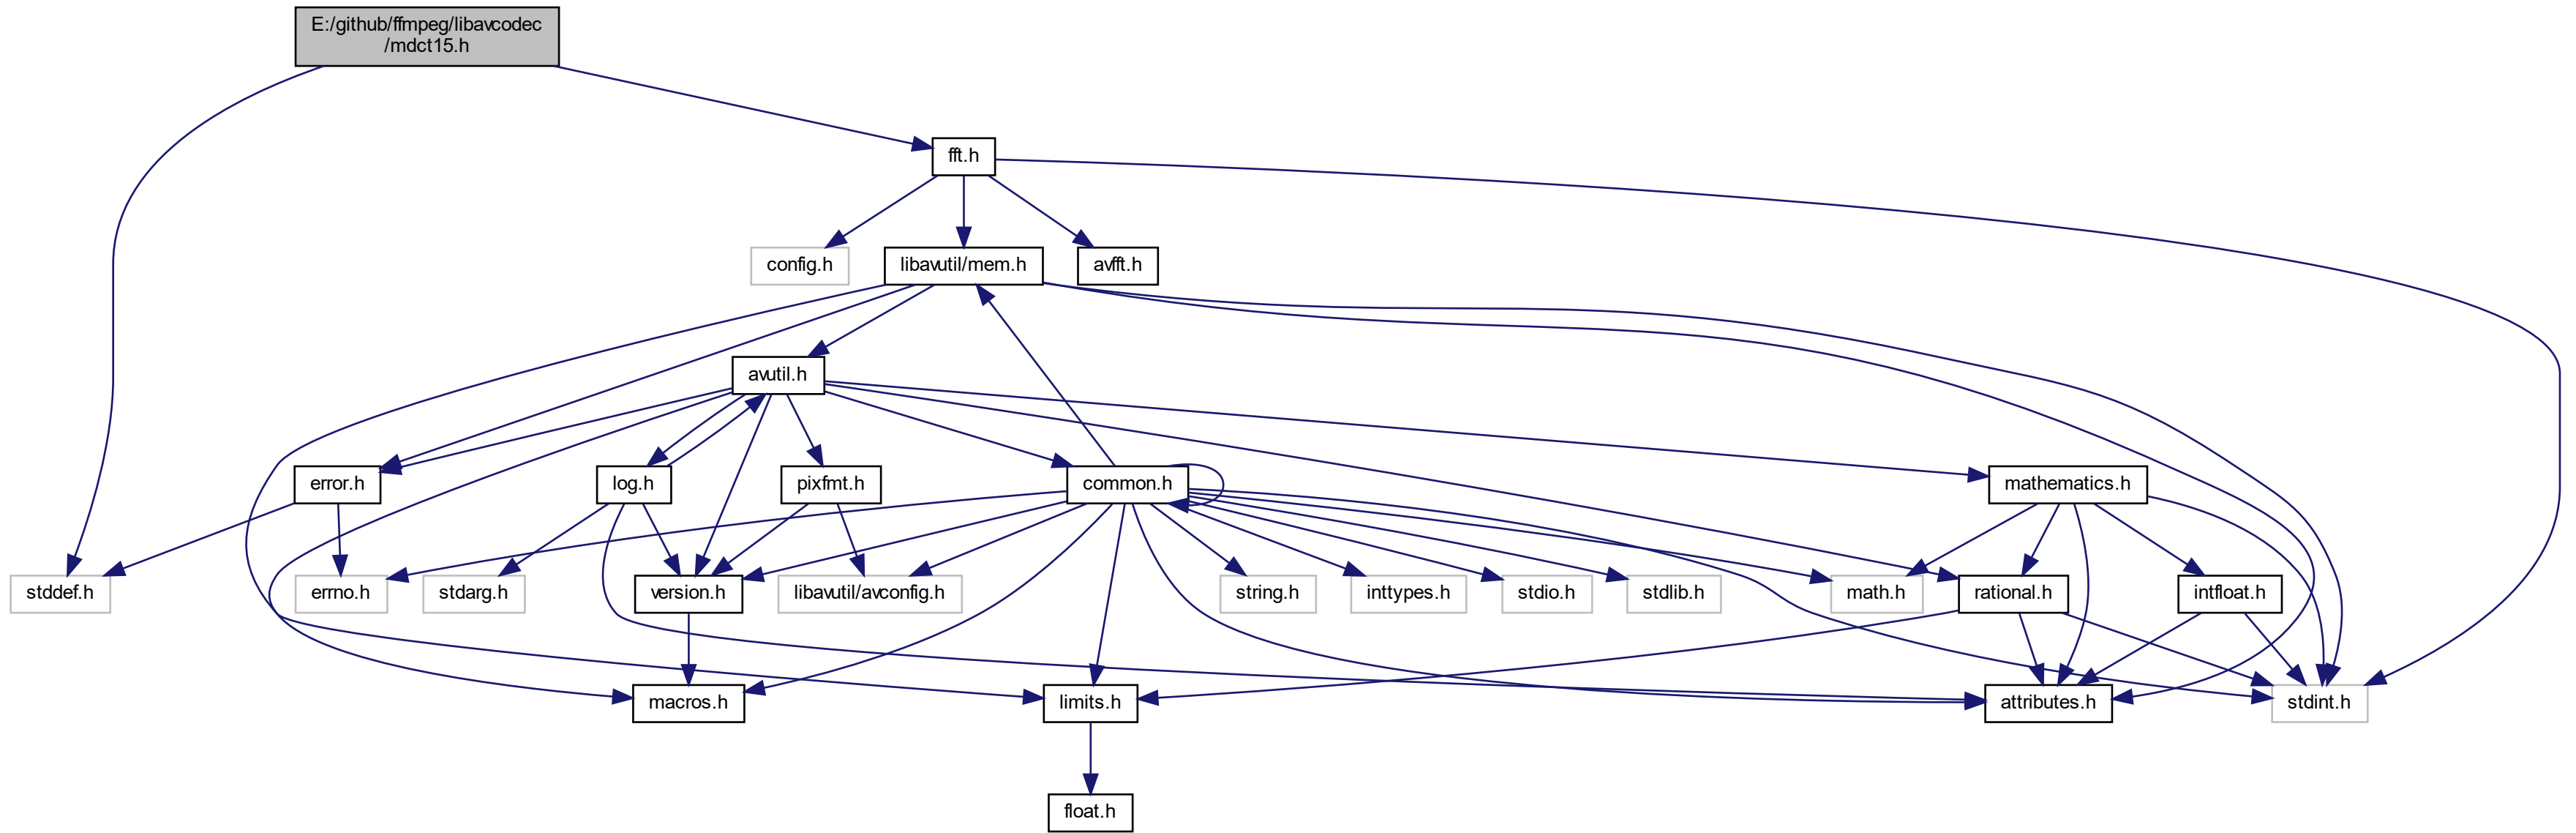 E:/github/ffmpeg/libavcodec
/mdct15.h
fft.h
config.h
libavutil/mem.h
avfft.h
avutil.h
error.h
log.h
pixfmt.h
common.h
mathematics.h
stddef.h
errno.h
stdarg.h
version.h
libavutil/avconfig.h
string.h
inttypes.h
stdio.h
stdlib.h
math.h
rational.h
intfloat.h
macros.h
limits.h
attributes.h
stdint.h
float.h